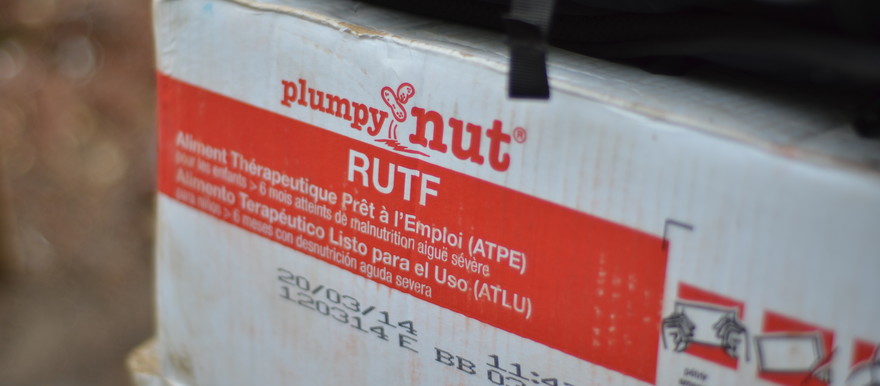 plumpy nut®
RUTF
Aliment Thérapeutique Prêt à l'Emploi (ATPE)
pour les enfants > 6 mois atteints de malnutrition aiguë sévère
Alimento Terapéutico Listo para el Uso (ATLU)
para niños > 6 meses con desnutrición aguda severa
20/03/14
120314 E BB